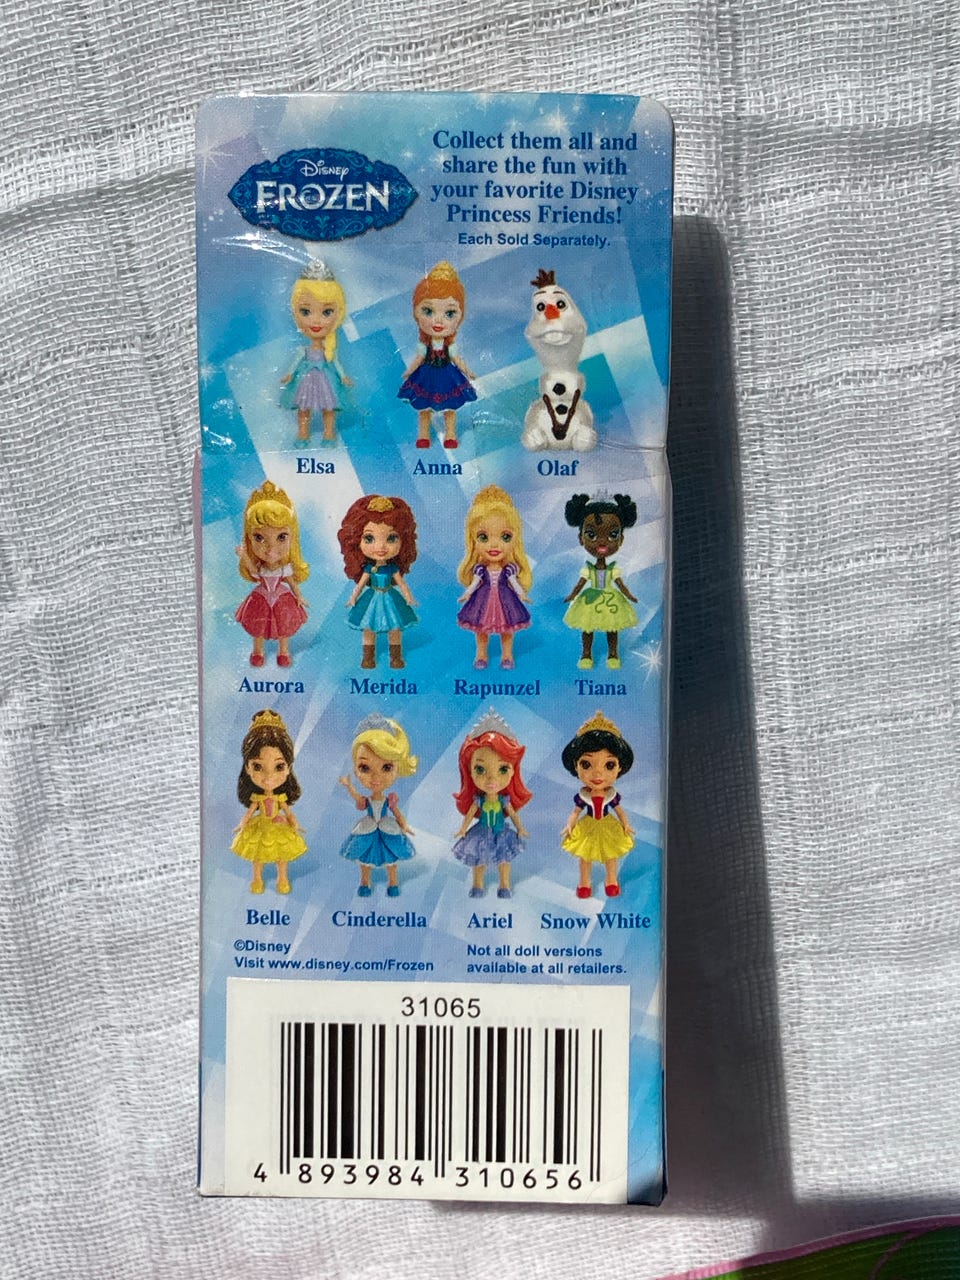 Disney
FROZEN
Collect them all and
share the fun with
your favorite Disney
Princess Friends!
Each Sold Separately.
Elsa Anna Olaf
Aurora Merida Rapunzel Tiana
Belle Cinderella Ariel Snow White
©Disney
Visit www.disney.com/Frozen
Not all doll versions
available at all retailers.
31065
4 893984 310656